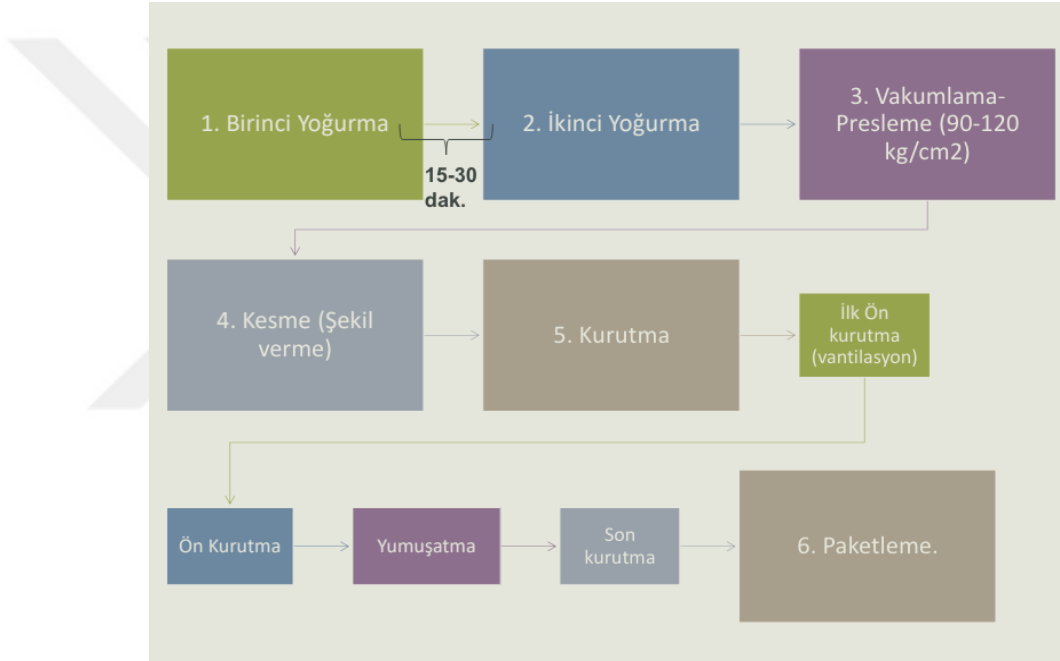 1. Birinci Yoğurma
15-30
dak.
2. İkinci Yoğurma
3. Vakumlama-
Presleme (90-120
kg/cm2)
4. Kesme (Şekil
verme)
5. Kurutma
İlk Ön
kurutma
(vantilasyon)
Ön Kurutma
Yumuşatma
Son
kurutma
6. Paketleme.